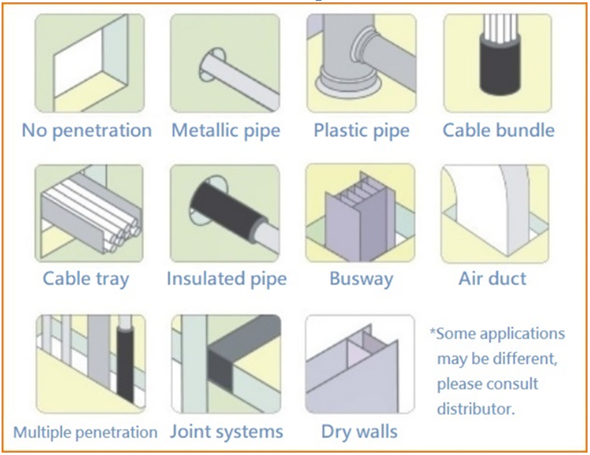 No penetration
Metallic pipe
Plastic pipe
Cable bundle
Cable tray
Insulated pipe
Busway
Air duct
Multiple penetration
Joint systems
Dry walls
*Some applications
may be different,
please consult
distributor.